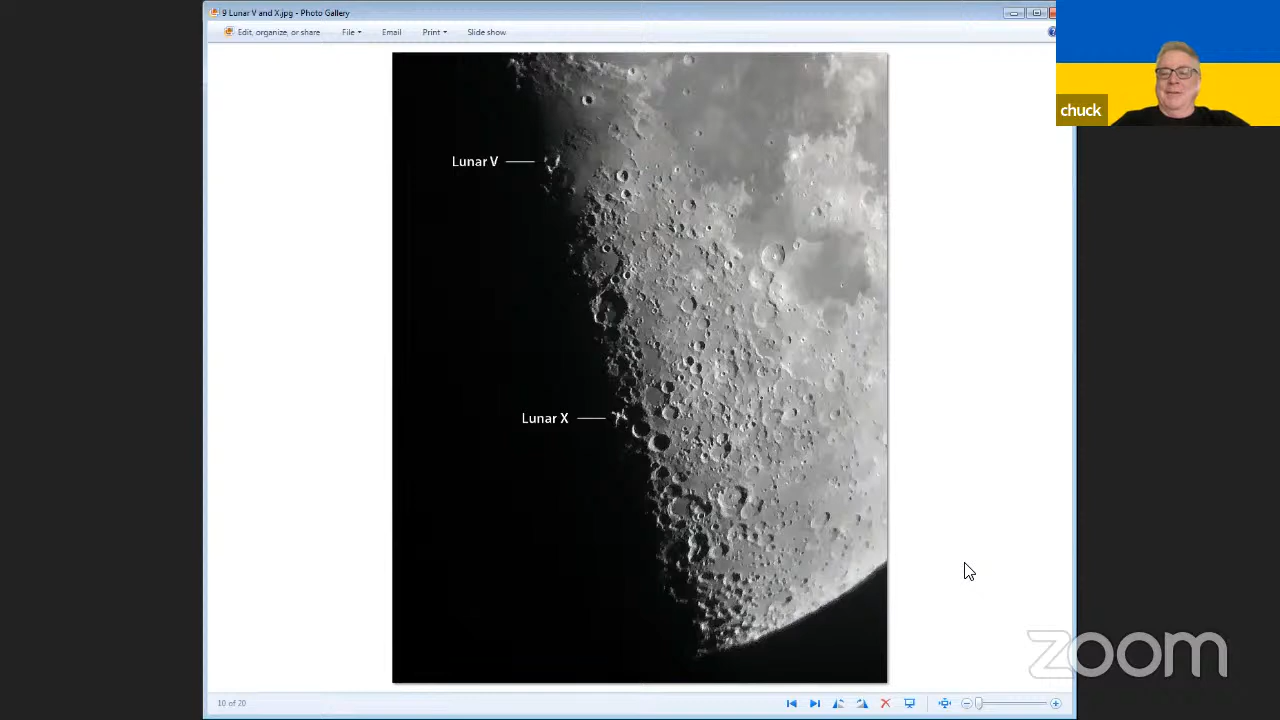 9 Lunar V and X.jpg - Photo Gallery
Edit, organize, or share File Email Print Slide show
chuck
Lunar V
Lunar X
zoom
10 of 20